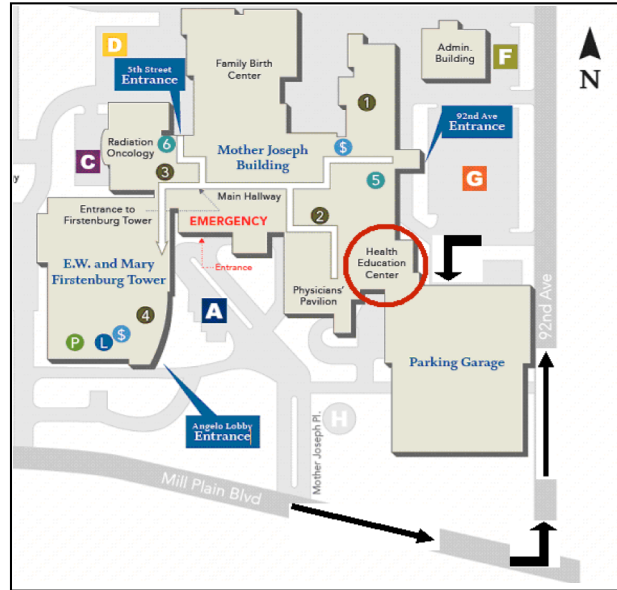 D
5th Street
Entrance
Family Birth
Center
Admin.
Building
F
N
1
92nd Ave
Entrance
Radiation
Oncology
6
Mother Joseph
Building
$
C
3
5
G
Main Hallway
Entrance to
Firstenburg Tower
EMERGENCY
2
Entrance
Health
Education
Center
E.W. and Mary
Firstenburg Tower
A
Physicians'
Pavilion
92nd Ave
4
$
P
L
Parking Garage
H
Angelo Lobby
Entrance
Mother Joseph Pl.
Mill Plain Blvd